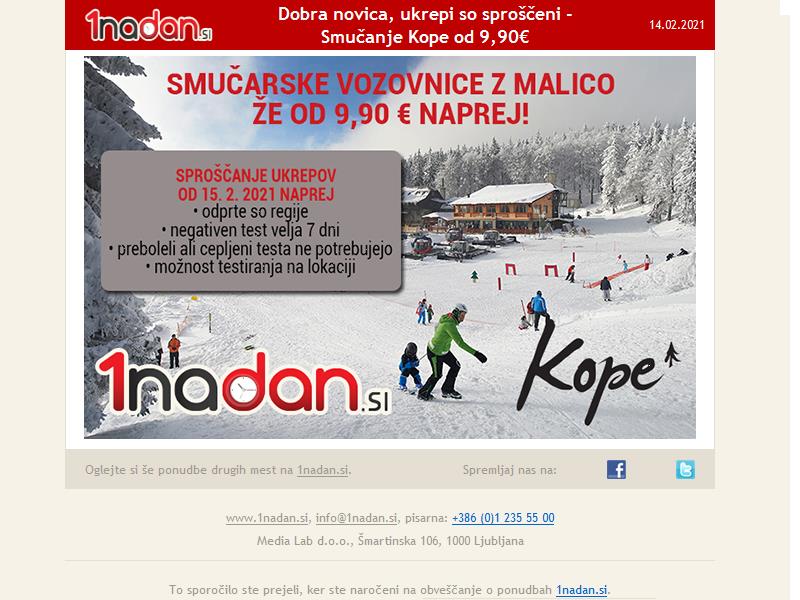 1nadan.si
Dobra novica, ukrepi so sproščeni -
Smučanje Kope od 9,90€
14.02.2021
SMUČARSKE VOZOVNICE Z MALICO
ŽE OD 9,90 € NAPREJ!
SPROŠČANJE UKREPOV
OD 15. 2. 2021 NAPREJ
• odprte so regije
• negativen test velja 7 dni
• preboleli ali cepljeni testa ne potrebujejo
• možnost testiranja na lokaciji
1nadan.SI
Kope
Oglejte si še ponudbe drugih mest na 1nadan.si.
Spremljaj nas na:
www.1nadan.si, info@1nadan.si, pisarna: +386 (0)1 235 55 00
Media Lab d.o.o., Šmartinska 106, 1000 Ljubljana
To sporočilo ste prejeli, ker ste naročeni na obveščanje o ponudbah 1nadan.si.